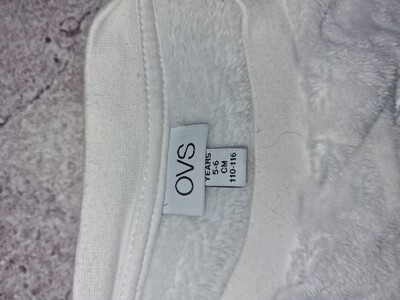 OVS
YEARS
5-6
CM
110-116